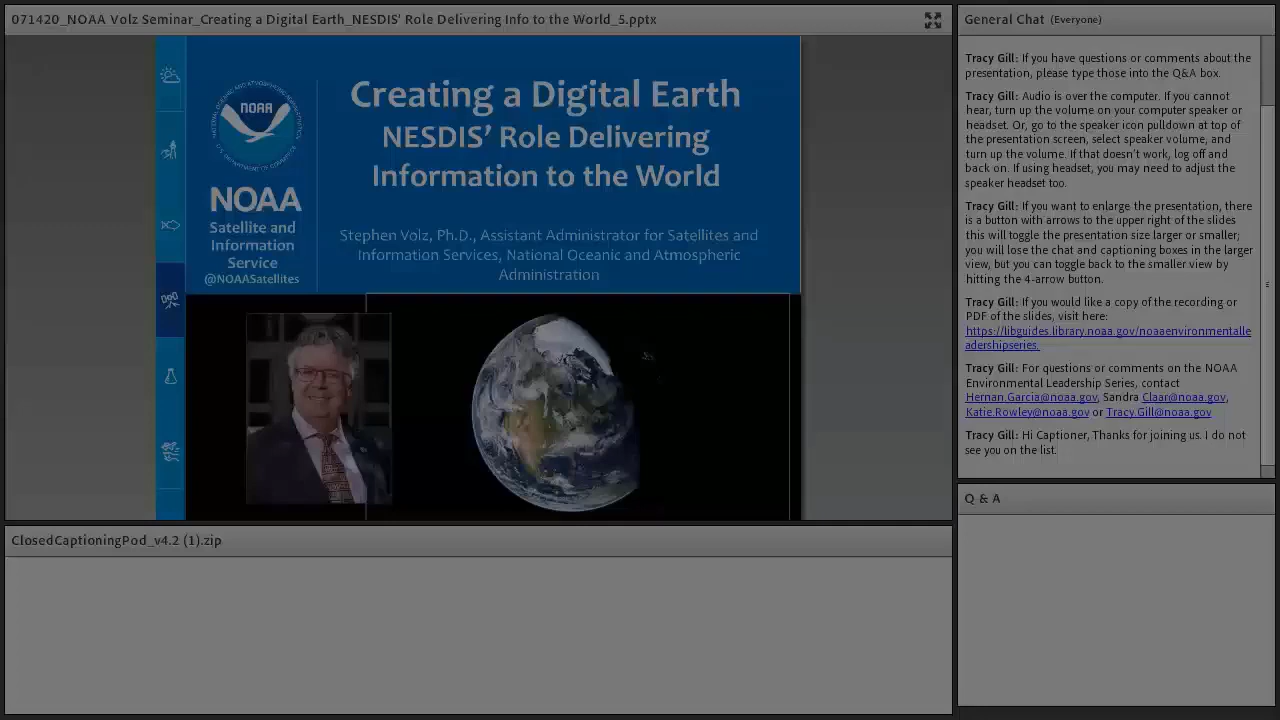 071420_NOAA Volz Seminar_Creating a Digital Earth_NESDIS' Role Delivering Info to the World_5.pptx
NOAA
NOAA
Satellite and
Information
Service
@NOAASatellites
Creating a Digital Earth
NESDIS' Role Delivering
Information to the World
Stephen Volz, Ph.D., Assistant Administrator for Satellites and
Information Services, National Oceanic and Atmospheric
Administration
ClosedCaptioningPod_v4.2 (1).zip
General Chat (Everyone)
Tracy Gill: If you have questions or comments about the
presentation, please type those into the Q&A box.
Tracy Gill: Audio is over the computer. If you cannot
hear, turn up the volume on your computer speaker or
headset. Or, go to the speaker icon pulldown at top of
the presentation screen, select speaker volume, and
turn up the volume. If that doesn't work, log off and
back on. If using headset, you may need to adjust the
speaker headset too.
Tracy Gill: If you want to enlarge the presentation, there
is a button with arrows to the upper right of the slides
this will toggle the presentation size larger or smaller;
you will lose the chat and captioning boxes in the larger
view, but you can toggle back to the smaller view by
hitting the 4-arrow button.
Tracy Gill: If you would like a copy of the recording or
PDF of the slides, visit here:
https://libguides.library.noaa.gov/noaaenvironmentalle
adershipseries.
Tracy Gill: For questions or comments on the NOAA
Environmental Leadership Series, contact
Hernan.Garcia@noaa.gov, Sandra Claar@noaa.gov,
Katie.Rowley@noaa.gov or Tracy.Gill@noaa.gov
Tracy Gill: Hi Captioner, Thanks for joining us. I do not
see you on the list.
Q & A